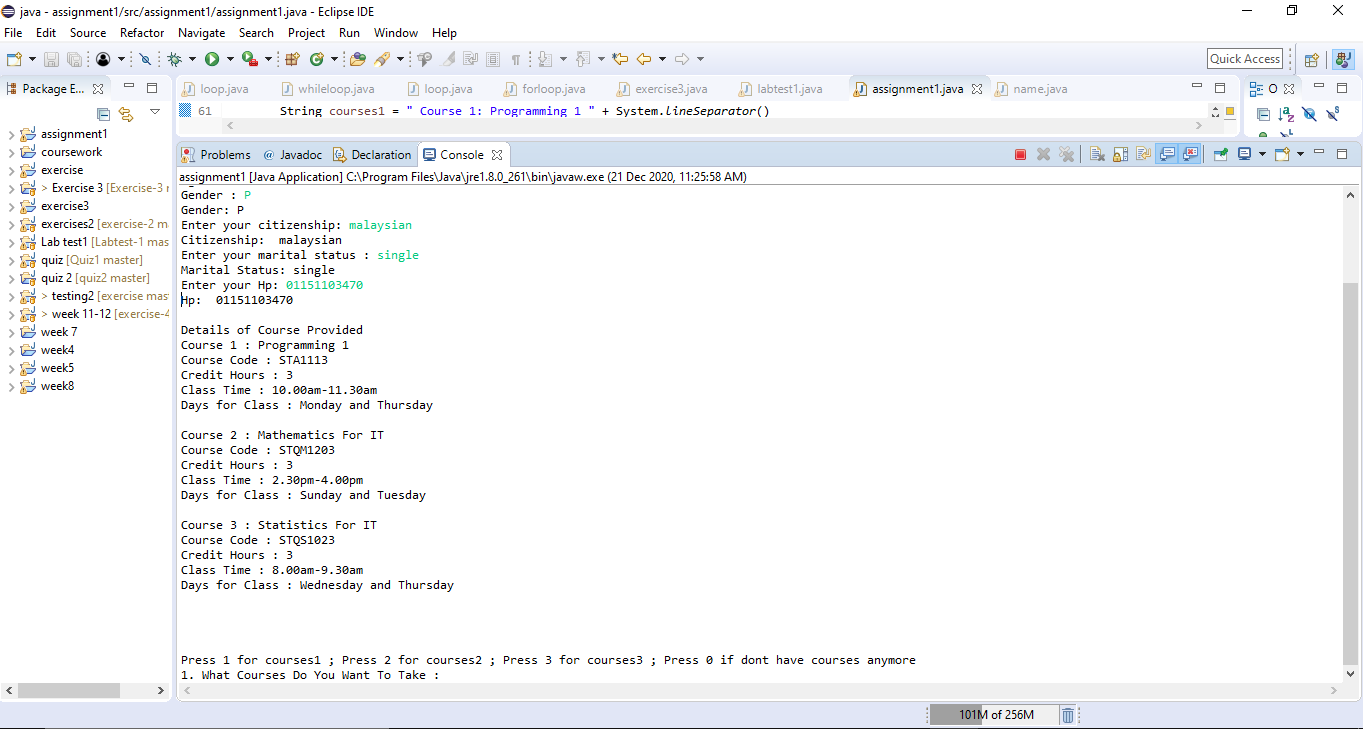 java - assignment1/src/assignment1/assignment1.java - Eclipse IDE
File Edit Source Refactor Navigate Search Project Run Window Help
Quick Access
Package E...
loop.java whileloop.java loop.java forloop.java exercise3.java labtest1.java assignment1.java name.java
O
61 String courses1 = " Course 1: Programming 1 " + System.lineSeparator()
assignment1
coursework
exercise
> Exercise 3 [Exercise-3
exercise3
exercises2 [exercise-2 m
Lab test1 [Labtest-1 mas
quiz [Quiz1 master]
quiz 2 [quiz2 master]
> testing2 [exercise mas
> week 11-12 [exercise-4
week 7
week4
week5
week8
Problems @ Javadoc Declaration Console
assignment1 [Java Application] C:\Program Files\Java\jre1.8.0_261\bin\javaw.exe (21 Dec 2020, 11:25:58 AM)
Gender : P
Gender: P
Enter your citizenship: malaysian
Citizenship:  malaysian
Enter your marital status : single
Marital Status: single
Enter your Hp: 01151103470
Hp:  01151103470
Details of Course Provided
Course 1 : Programming 1
Course Code : STA1113
Credit Hours : 3
Class Time : 10.00am-11.30am
Days for Class : Monday and Thursday
Course 2 : Mathematics For IT
Course Code : STQM1203
Credit Hours : 3
Class Time : 2.30pm-4.00pm
Days for Class : Sunday and Tuesday
Course 3 : Statistics For IT
Course Code : STQS1023
Credit Hours : 3
Class Time : 8.00am-9.30am
Days for Class : Wednesday and Thursday
Press 1 for courses1 ; Press 2 for courses2 ; Press 3 for courses3 ; Press 0 if dont have courses anymore
1. What Courses Do You Want To Take :
101M of 256M